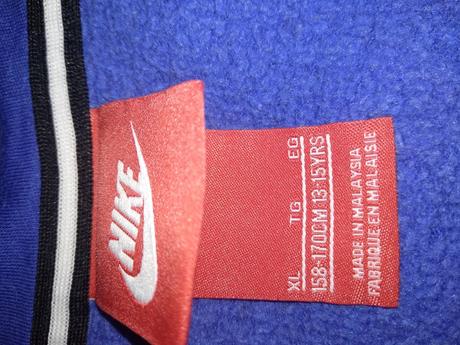 NIKE
XL TG EG
158-170CM 13-15YRS
MADE IN MALAYSIA
FABRIQUE EN MALAISIE